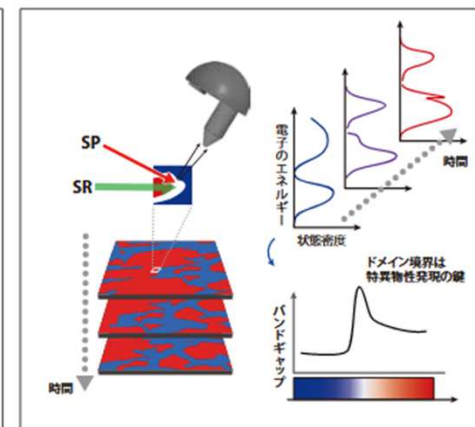 SP
SR
時間
電子のエネルギー
状態密度
時間
ドメイン境界は
特異物性発現の鍵
バンドギャップ